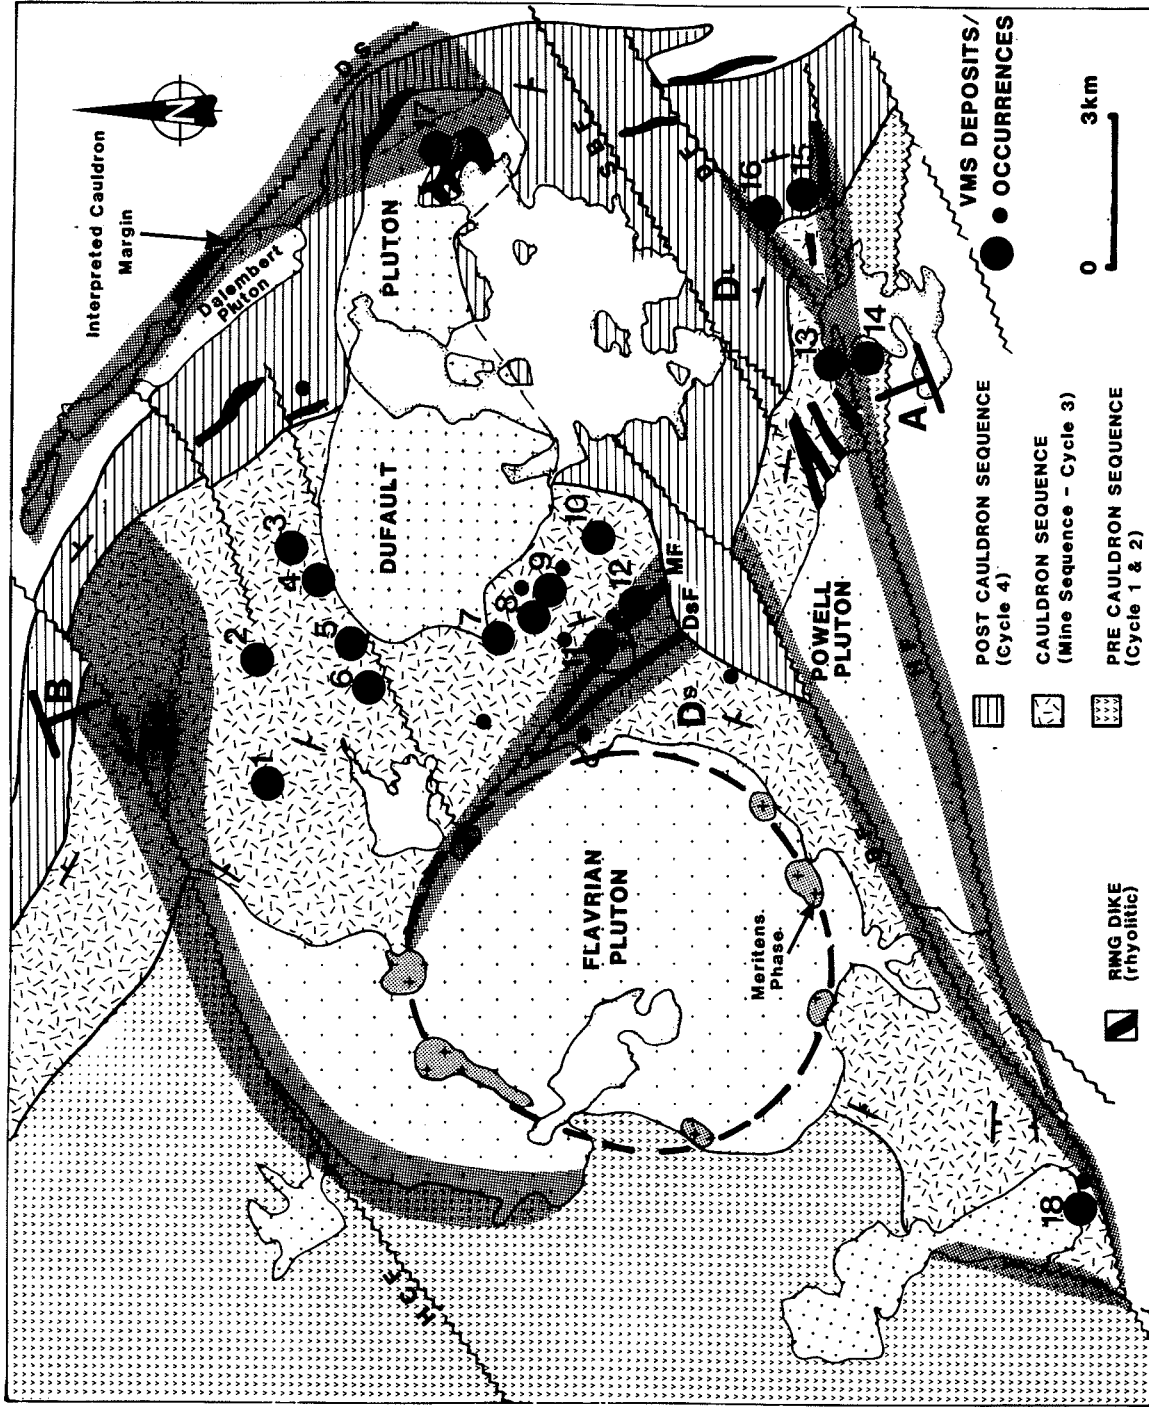 Interpreted Cauldron
Margin
N
D S
Dalembert
Pluton
17
PLUTON
S B F
16
15
VMS DEPOSITS/
OCCURRENCES
0
3km
DL
13
14
A
3
4
DUFAULT
10
2
5
6
7
8
9
11
12
MF
DsF
B
1
Ds
POWELL
PLUTON
FLAVRIAN
PLUTON
Meritens.
Phase
18
H C F
POST CAULDRON SEQUENCE
(Cycle 4)
CAULDRON SEQUENCE
(Mine Sequence - Cycle 3)
PRE CAULDRON SEQUENCE
(Cycle 1 & 2)
RING DIKE
(rhyolitic)